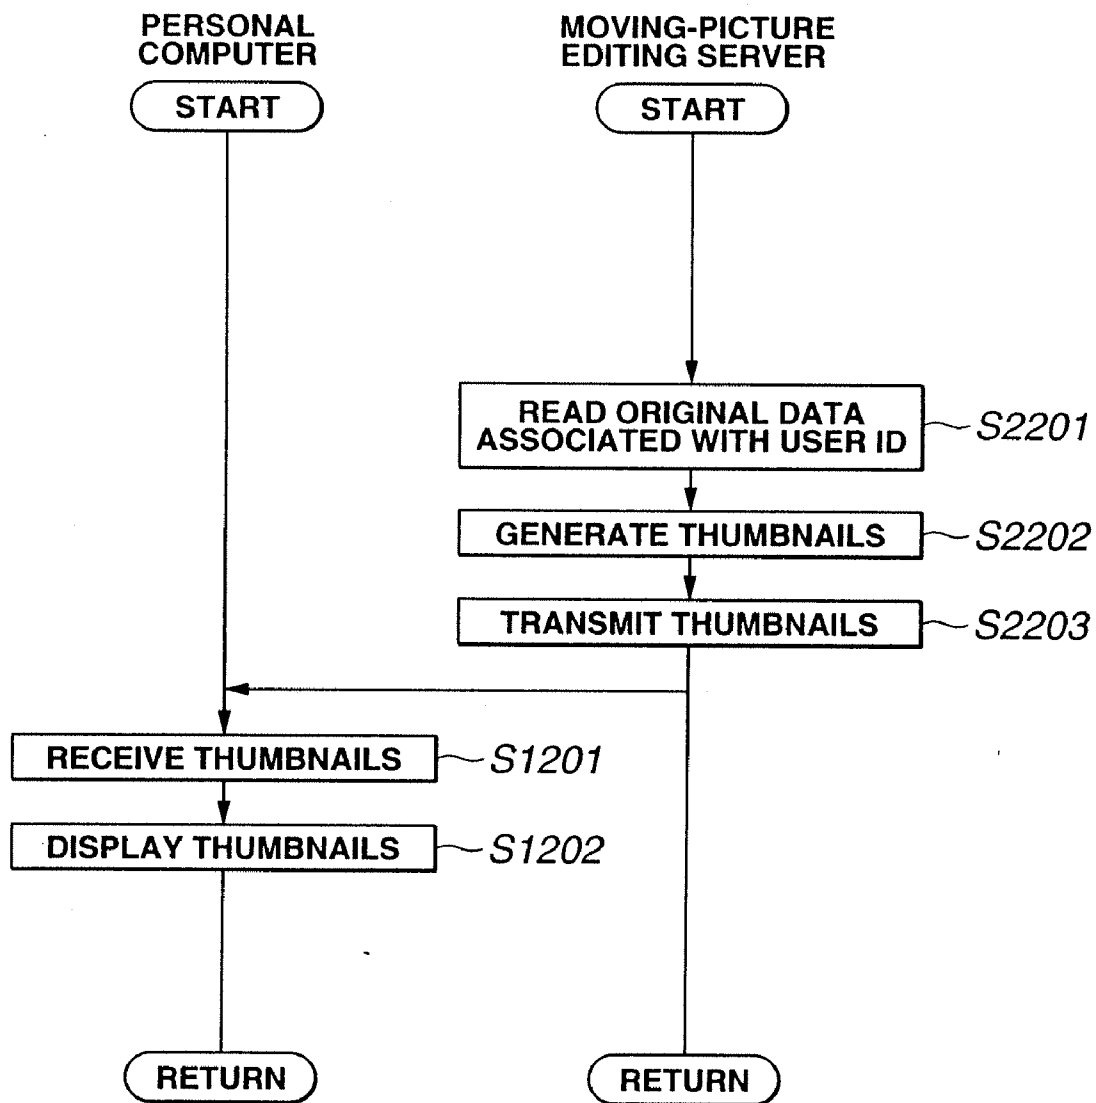 PERSONAL
COMPUTER
MOVING-PICTURE
EDITING SERVER
START
START
READ ORIGINAL DATA
ASSOCIATED WITH USER ID
S2201
GENERATE THUMBNAILS
S2202
TRANSMIT THUMBNAILS
S2203
RECEIVE THUMBNAILS
S1201
DISPLAY THUMBNAILS
S1202
RETURN
RETURN